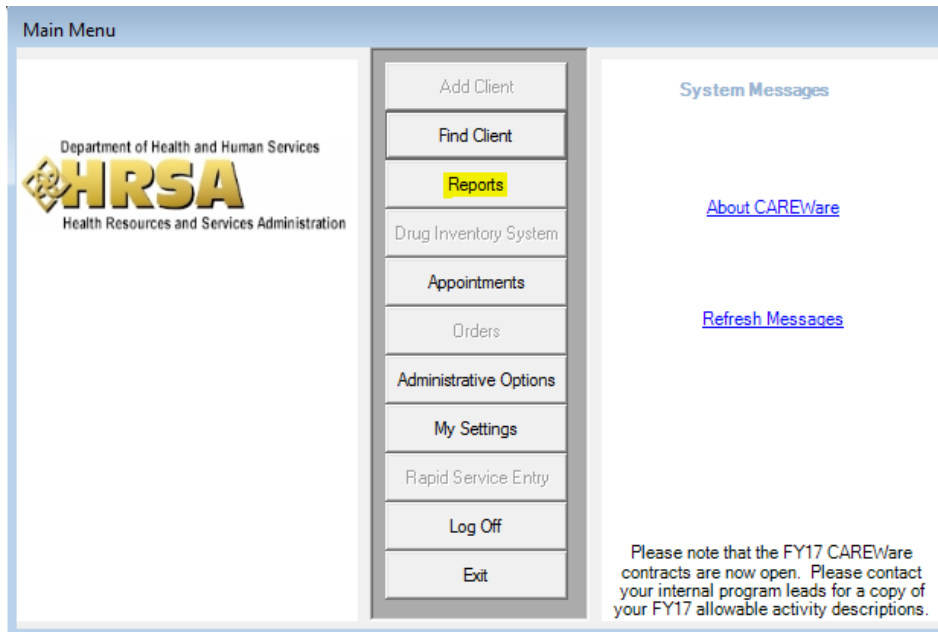 Main Menu
Department of Health and Human Services
HRSA
Health Resources and Services Administration
Add Client
Find Client
Reports
Drug Inventory System
Appointments
Orders
Administrative Options
My Settings
Rapid Service Entry
Log Off
Exit
System Messages
About CAREWare
Refresh Messages
Please note that the FY17 CAREWare
contracts are now open. Please contact
your internal program leads for a copy of
your FY17 allowable activity descriptions.